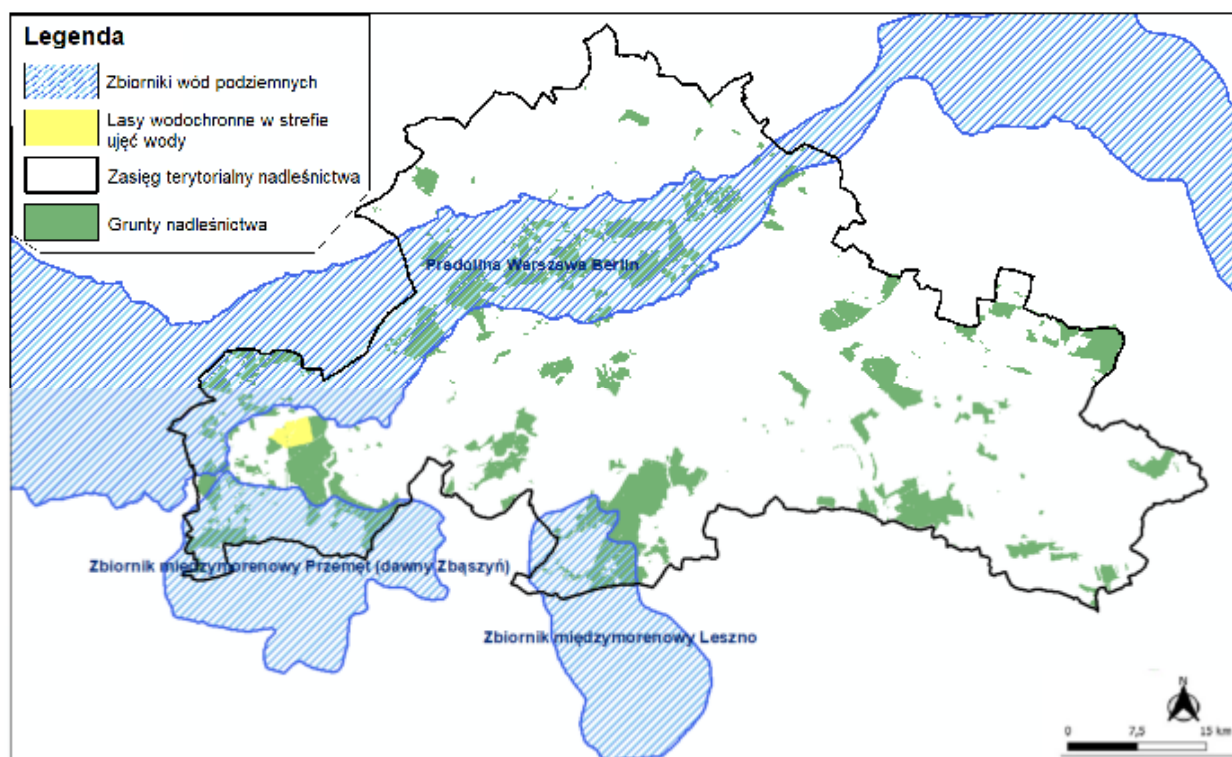 Legenda
Zbiorniki wód podziemnych
Lasy wodochronne w strefie
ujęć wody
Zasięg terytorialny nadleśnictwa
Grunty nadleśnictwa
Pradolina Warszawa Berlin
Zbiornik międzymorenowy Przemęt (dawny Zbąszyń)
Zbiornik międzymorenowy Leszno
N
0 7,5 15 km